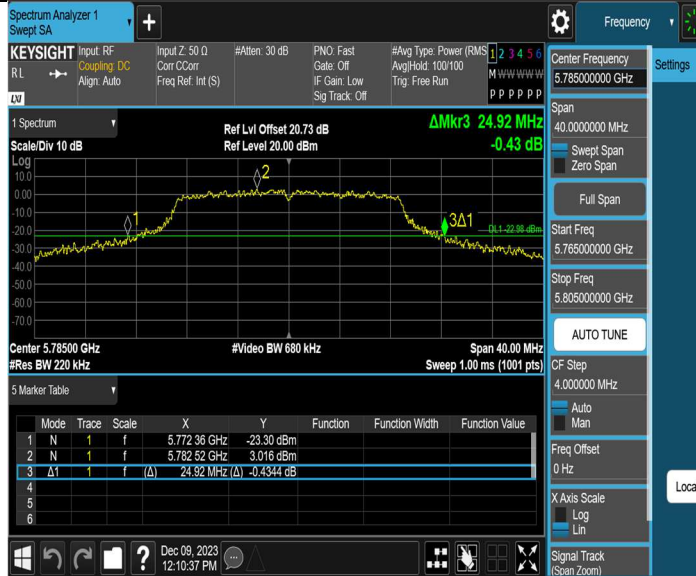 Spectrum Analyzer 1
Swept SA
+
Frequency
KEYSIGHT
RL
LXI
Input: RF
Coupling: DC
Align: Auto
Input Z: 50 Ω
Corr CCorr
Freq Ref: Int (S)
#Atten: 30 dB
PNO: Fast
Gate: Off
IF Gain: Low
Sig Track: Off
#Avg Type: Power (RMS
Avg|Hold: 100/100
Trig: Free Run
1 2 3 4 5 6
M W W W W W
P P P P P P
1 Spectrum
Scale/Div 10 dB
Ref Lvl Offset 20.73 dB
Ref Level 20.00 dBm
ΔMkr3 24.92 MHz
-0.43 dB
Log
10.0
0.00
-10.0
-20.0
-30.0
-40.0
-50.0
-60.0
-70.0
1
2
3Δ1
DL1 -22.98 dBm
Center 5.78500 GHz
#Video BW 680 kHz
Span 40.00 MHz
#Res BW 220 kHz
Sweep 1.00 ms (1001 pts)
5 Marker Table
Mode Trace Scale X Y Function Function Width Function Value
1 N 1 f 5.772 36 GHz -23.30 dBm
2 N 1 f 5.782 52 GHz 3.016 dBm
3 Δ1 1 f (Δ) 24.92 MHz (Δ) -0.4344 dB
4
5
6
?
Dec 09, 2023
12:10:37 PM
Center Frequency
5.785000000 GHz
Span
40.0000000 MHz
Swept Span
Zero Span
Full Span
Start Freq
5.765000000 GHz
Stop Freq
5.805000000 GHz
AUTO TUNE
CF Step
4.000000 MHz
Auto
Man
Freq Offset
0 Hz
X Axis Scale
Log
Lin
Signal Track
(Span Zoom)
Settings
Loca